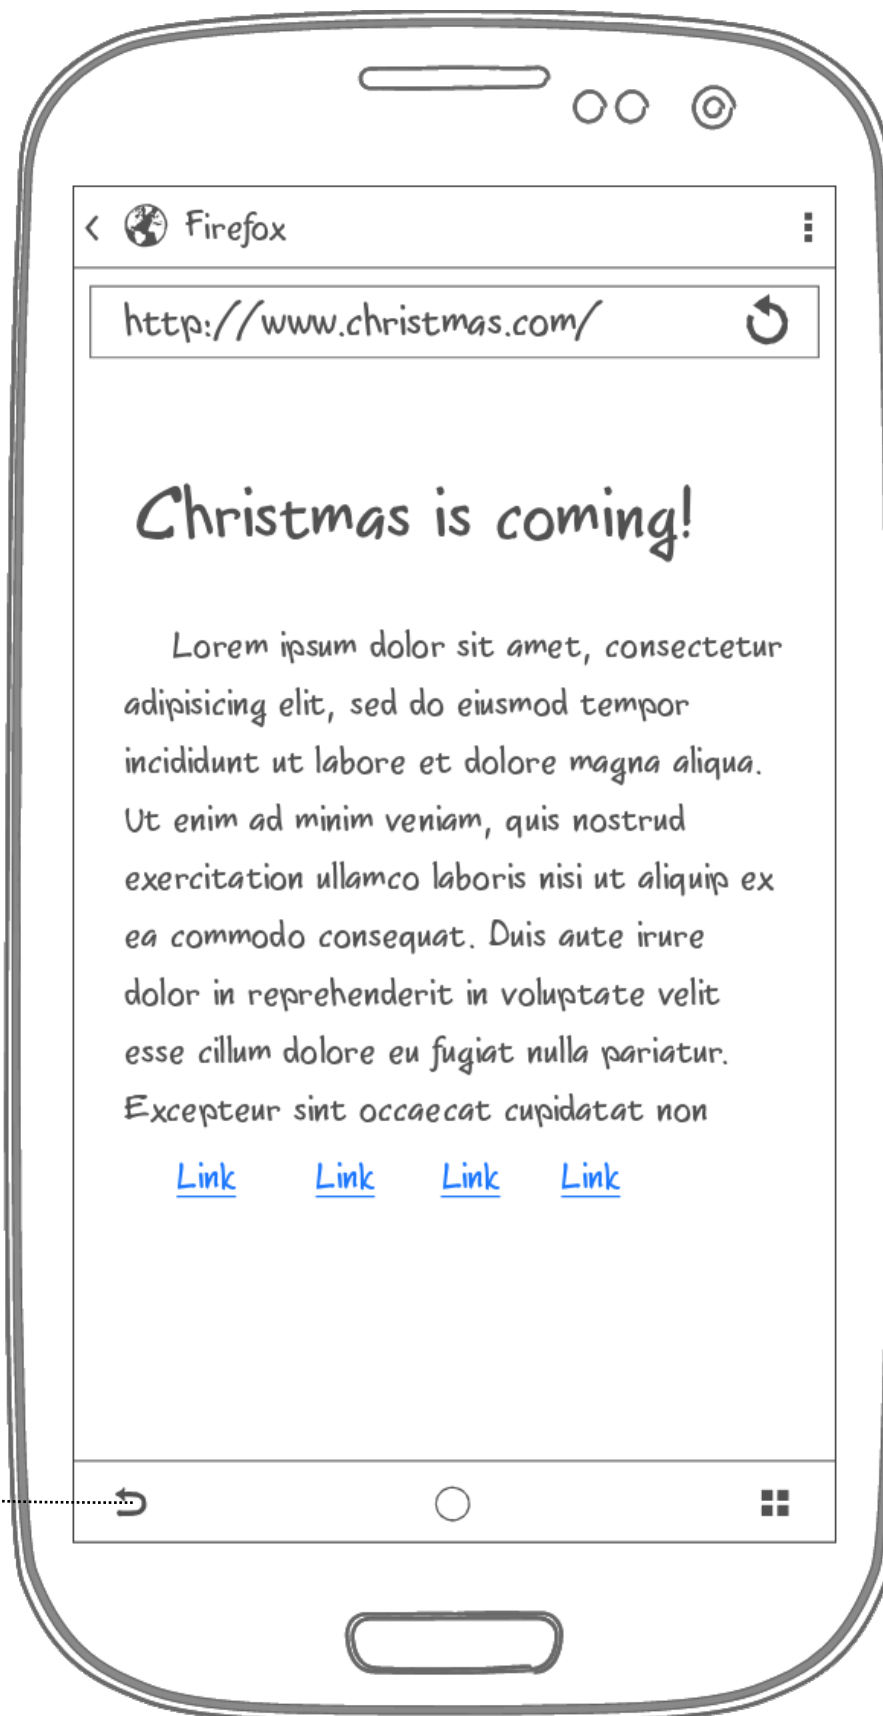 Firefox
http://www.christmas.com/
Christmas is coming!
Lorem ipsum dolor sit amet, consectetur
adipisicing elit, sed do eiusmod tempor
incididunt ut labore et dolore magna aliqua.
Ut enim ad minim veniam, quis nostrud
exercitation ullamco laboris nisi ut aliquip ex
ea commodo consequat. Duis aute irure
dolor in reprehenderit in voluptate velit
esse cillum dolore eu fugiat nulla pariatur.
Excepteur sint occaecat cupidatat non
Link Link Link Link